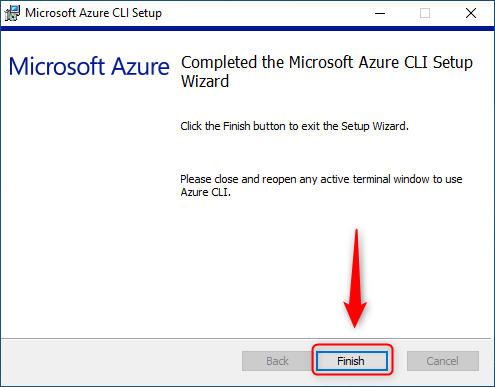 Microsoft Azure CLI Setup
Microsoft Azure
Completed the Microsoft Azure CLI Setup
Wizard
Click the Finish button to exit the Setup Wizard.
Please close and reopen any active terminal window to use
Azure CLI.
Back
Finish
Cancel